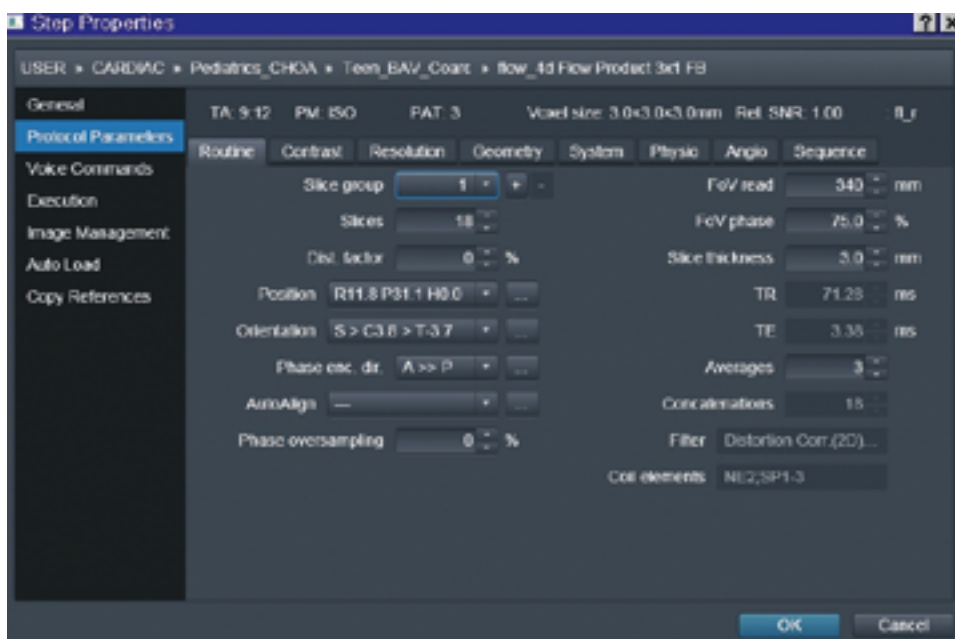 Step Properties
USER ▸ CARDIAC ▸ Pediatrics_CHOA ▸ Teen_BAV_Coarc ▸ flow_4d Flow Product 3x1 FB
General
Protocol Parameters
Voice Commands
Execution
Image Management
Auto Load
Copy References
TA: 9:12 PM: ISO PAT: 3 Voxel size: 3.0×3.0×3.0mm Rel. SNR: 1.00 : fl_r
Routine Contrast Resolution Geometry System Physio Angio Sequence
Slice group 1 + -
Slices 18
Dist. factor 0 %
Position R11.8 P31.1 H0.0 ...
Orientation S > C3.8 > T-3.7 ...
Phase enc. dir. A >> P ...
AutoAlign --- ...
Phase oversampling 0 %
FoV read 340 mm
FoV phase 75.0 %
Slice thickness 3.0 mm
TR 71.28 ms
TE 3.38 ms
Averages 3
Concatenations 18
Filter Distortion Corr.(2D)...
Coil elements NE2;SP1-3
OK Cancel